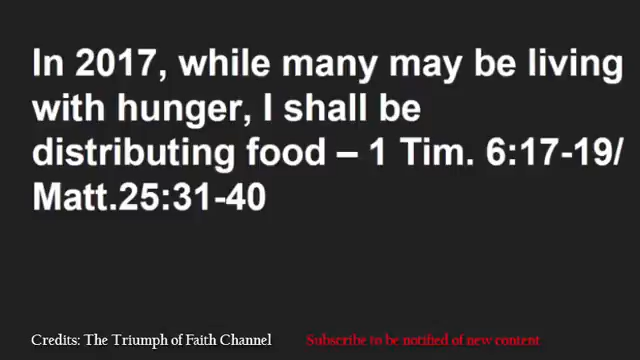 In 2017, while many may be living
with hunger, I shall be
distributing food – 1 Tim. 6:17-19/
Matt.25:31-40
Credits: The Triumph of Faith Channel
Subscribe to be notified of new content